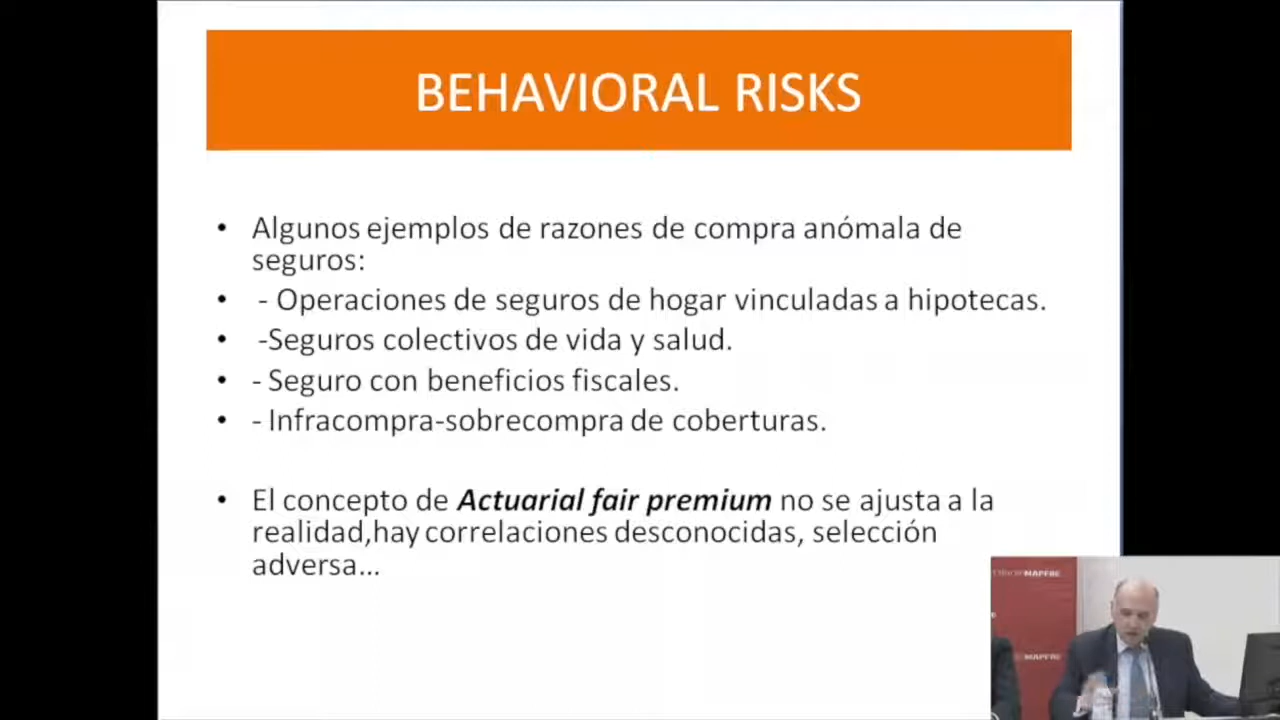 BEHAVIORAL RISKS
• Algunos ejemplos de razones de compra anómala de
seguros:
• - Operaciones de seguros de hogar vinculadas a hipotecas.
• -Seguros colectivos de vida y salud.
• - Seguro con beneficios fiscales.
• - Infracompra-sobrecompra de coberturas.
• El concepto de Actuarial fair premium no se ajusta a la
realidad,hay correlaciones desconocidas, selección
adversa...
MAPFRE
MAPFRE